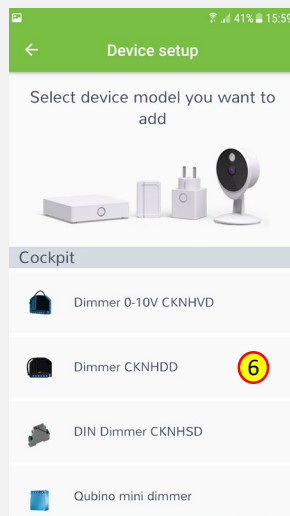 41% 15:59
Device setup
Select device model you want to
add
Cockpit
Dimmer 0-10V CKNHVD
Dimmer CKNHDD
6
DIN Dimmer CKNHSD
Qubino mini dimmer